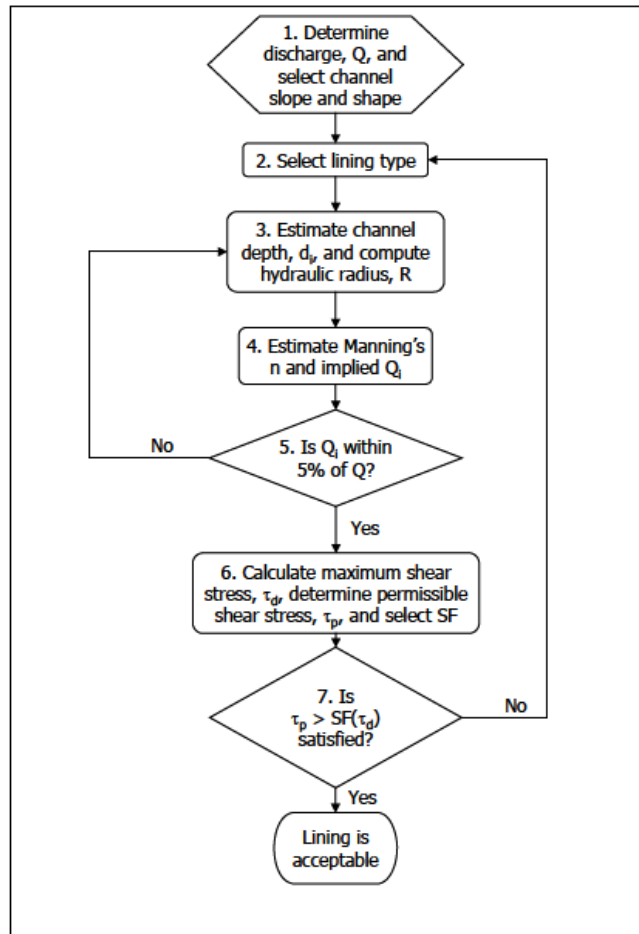 1. Determine
discharge, Q, and
select channel
slope and shape
2. Select lining type
3. Estimate channel
depth, dᵢ, and compute
hydraulic radius, R
4. Estimate Manning's
n and implied Qᵢ
No
5. Is Qᵢ within
5% of Q?
Yes
6. Calculate maximum shear
stress, τd, determine permissible
shear stress, τp, and select SF
7. Is
τp > SF(τd)
satisfied?
No
Yes
Lining is
acceptable